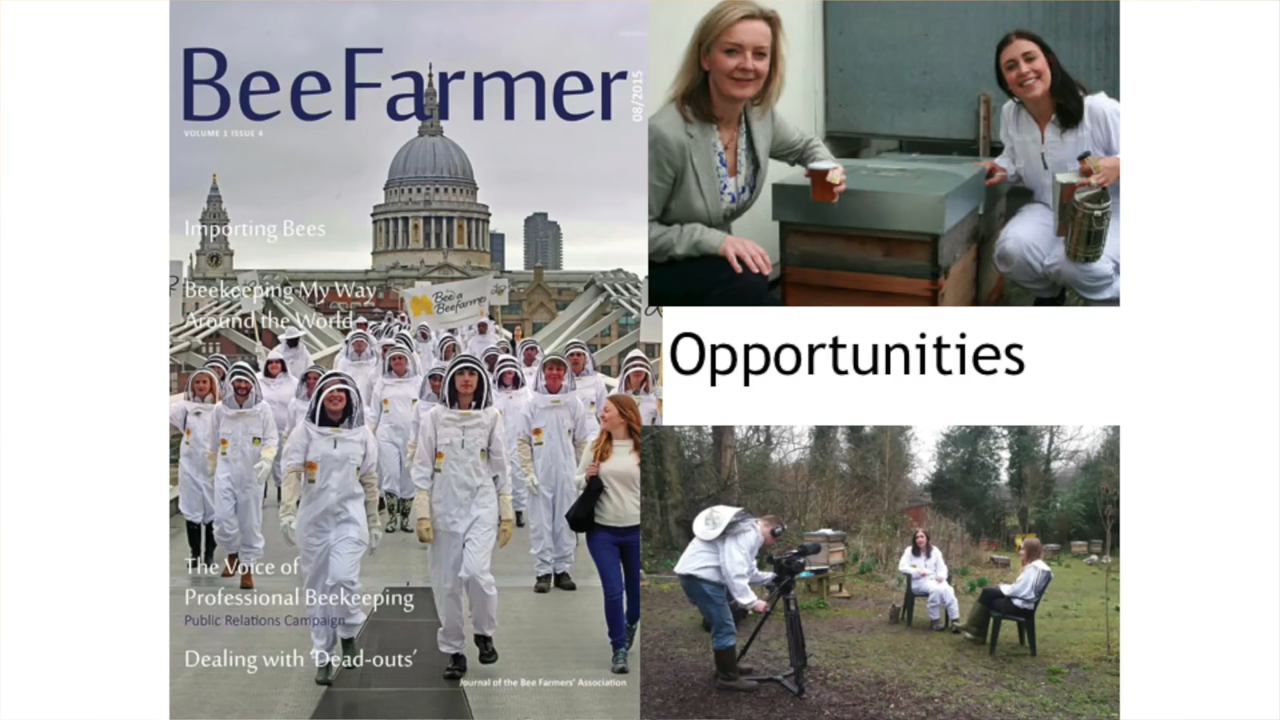 BeeFarmer
08/2015
VOLUME 1 ISSUE 4
Importing Bees
Beekeeping My Way
Around the World
Bee a
Beefarmer
The Voice of
Professional Beekeeping
Public Relations Campaign
Dealing with ‘Dead-outs’
Journal of the Bee Farmers' Association
Opportunities